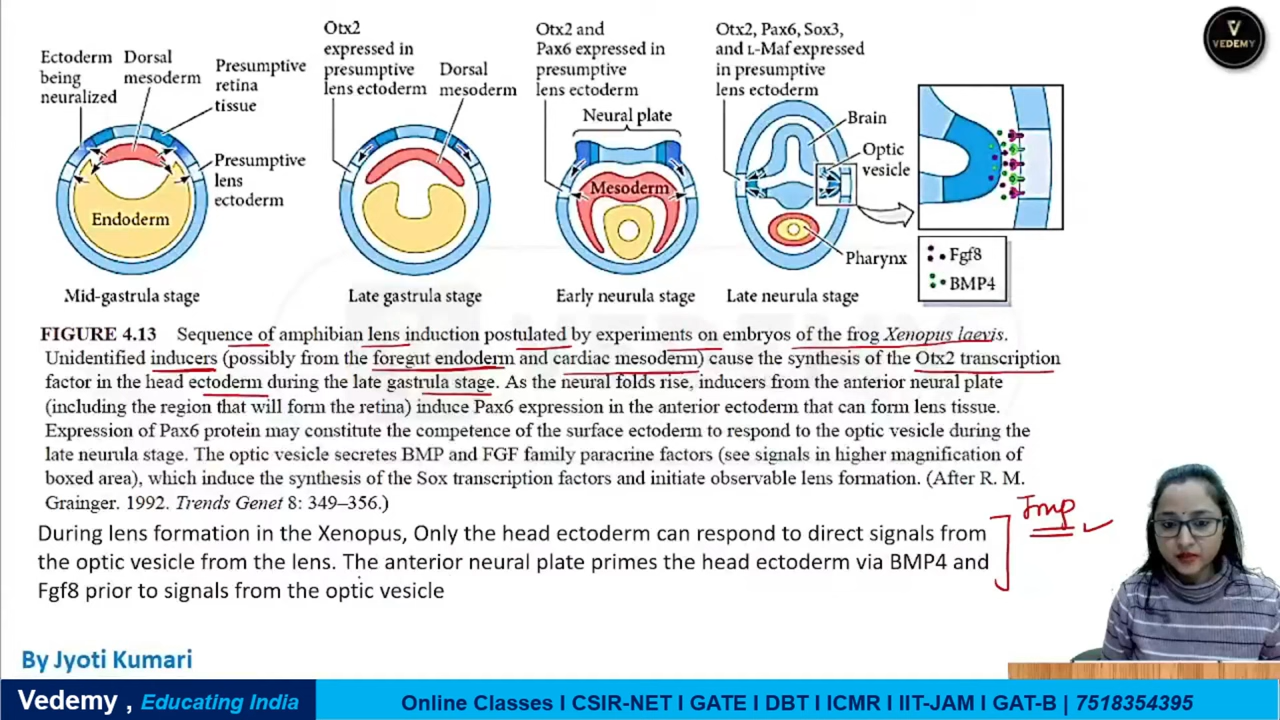 Otx2
expressed in
presumptive
lens ectoderm
Otx2 and
Pax6 expressed in
presumptive
lens ectoderm
Otx2, Pax6, Sox3,
and L-Maf expressed
in presumptive
lens ectoderm
VEDEMY
Ectoderm
being
neuralized
Dorsal
mesoderm
Presumptive
retina
tissue
Dorsal
mesoderm
Neural plate
Brain
Optic
vesicle
Presumptive
lens
ectoderm
Endoderm
Mesoderm
Pharynx
Fgf8
BMP4
Mid-gastrula stage
Late gastrula stage
Early neurula stage
Late neurula stage
FIGURE 4.13 Sequence of amphibian lens induction postulated by experiments on embryos of the frog Xenopus laevis.
Unidentified inducers (possibly from the foregut endoderm and cardiac mesoderm) cause the synthesis of the Otx2 transcription
factor in the head ectoderm during the late gastrula stage. As the neural folds rise, inducers from the anterior neural plate
(including the region that will form the retina) induce Pax6 expression in the anterior ectoderm that can form lens tissue.
Expression of Pax6 protein may constitute the competence of the surface ectoderm to respond to the optic vesicle during the
late neurula stage. The optic vesicle secretes BMP and FGF family paracrine factors (see signals in higher magnification of
boxed area), which induce the synthesis of the Sox transcription factors and initiate observable lens formation. (After R. M.
Grainger. 1992. Trends Genet 8: 349–356.)
Imp
During lens formation in the Xenopus, Only the head ectoderm can respond to direct signals from
the optic vesicle from the lens. The anterior neural plate primes the head ectoderm via BMP4 and
Fgf8 prior to signals from the optic vesicle
By Jyoti Kumari
Vedemy , Educating India
Online Classes I CSIR-NET I GATE I DBT I ICMR I IIT-JAM I GAT-B | 7518354395